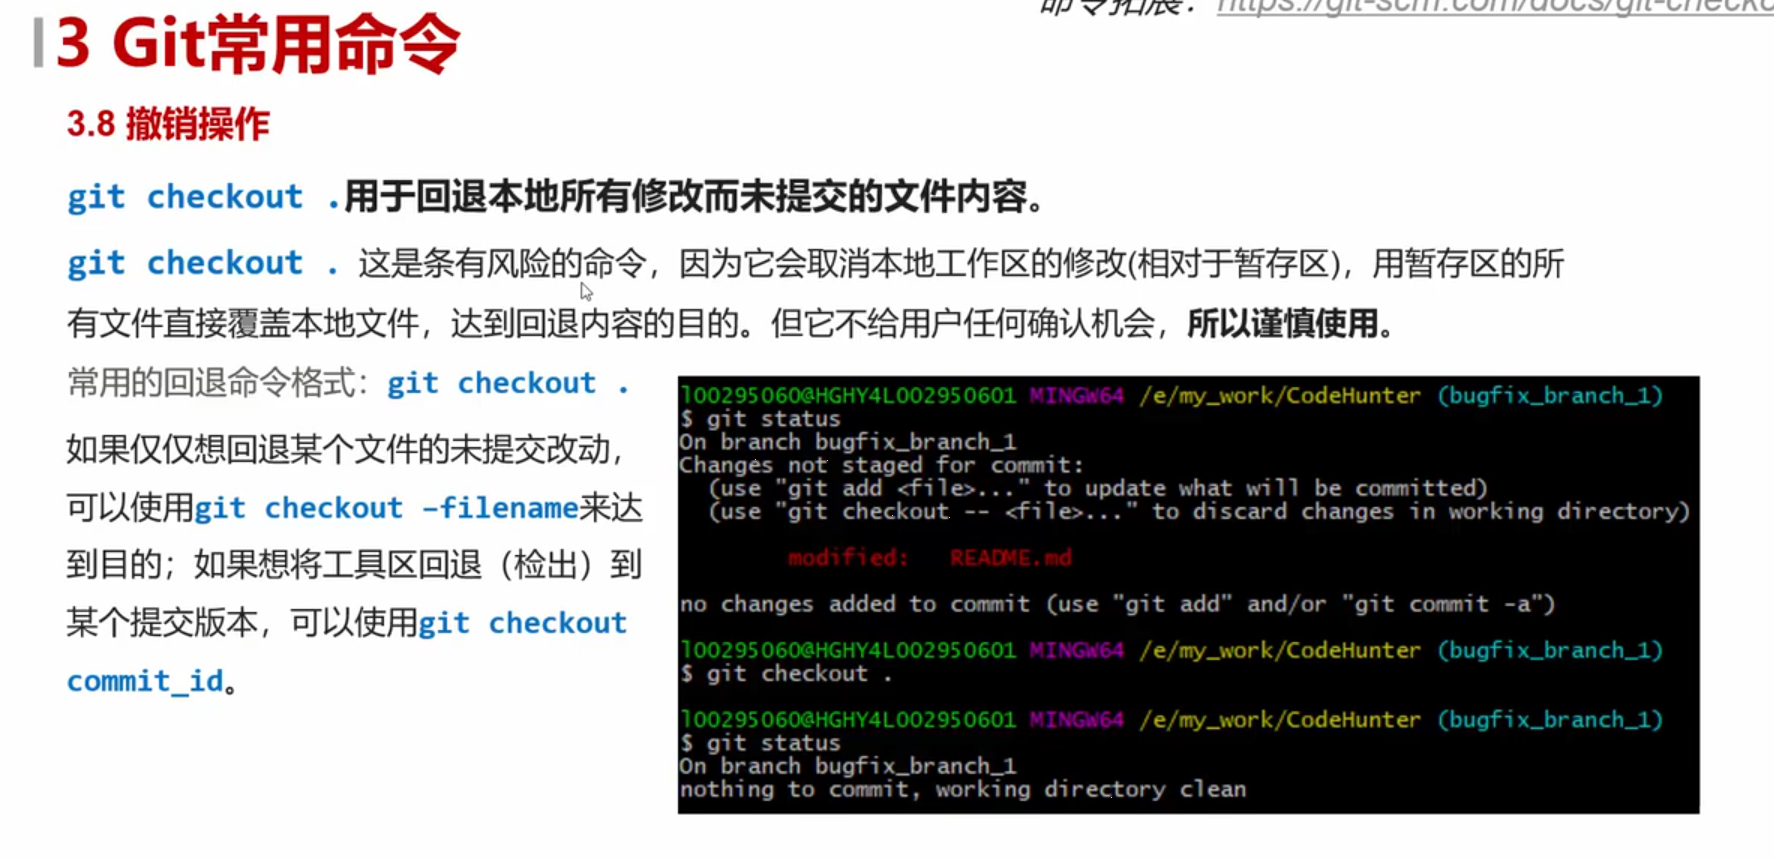 命令拓展：https://git-scm.com/docs/git-checko
3 Git常用命令
3.8 撤销操作
git checkout .用于回退本地所有修改而未提交的文件内容。
git checkout . 这是条有风险的命令，因为它会取消本地工作区的修改(相对于暂存区)，用暂存区的所
有文件直接覆盖本地文件，达到回退内容的目的。但它不给用户任何确认机会，所以谨慎使用。
常用的回退命令格式：git checkout .
如果仅仅想回退某个文件的未提交改动，
可以使用git checkout –filename来达
到目的；如果想将工具区回退（检出）到
某个提交版本，可以使用git checkout
commit_id。
l00295060@HGHY4L002950601 MINGW64 /e/my_work/CodeHunter (bugfix_branch_1)
$ git status
On branch bugfix_branch_1
Changes not staged for commit:
(use "git add <file>..." to update what will be committed)
(use "git checkout -- <file>..." to discard changes in working directory)
modified: README.md
no changes added to commit (use "git add" and/or "git commit -a")
l00295060@HGHY4L002950601 MINGW64 /e/my_work/CodeHunter (bugfix_branch_1)
$ git checkout .
l00295060@HGHY4L002950601 MINGW64 /e/my_work/CodeHunter (bugfix_branch_1)
$ git status
On branch bugfix_branch_1
nothing to commit, working directory clean